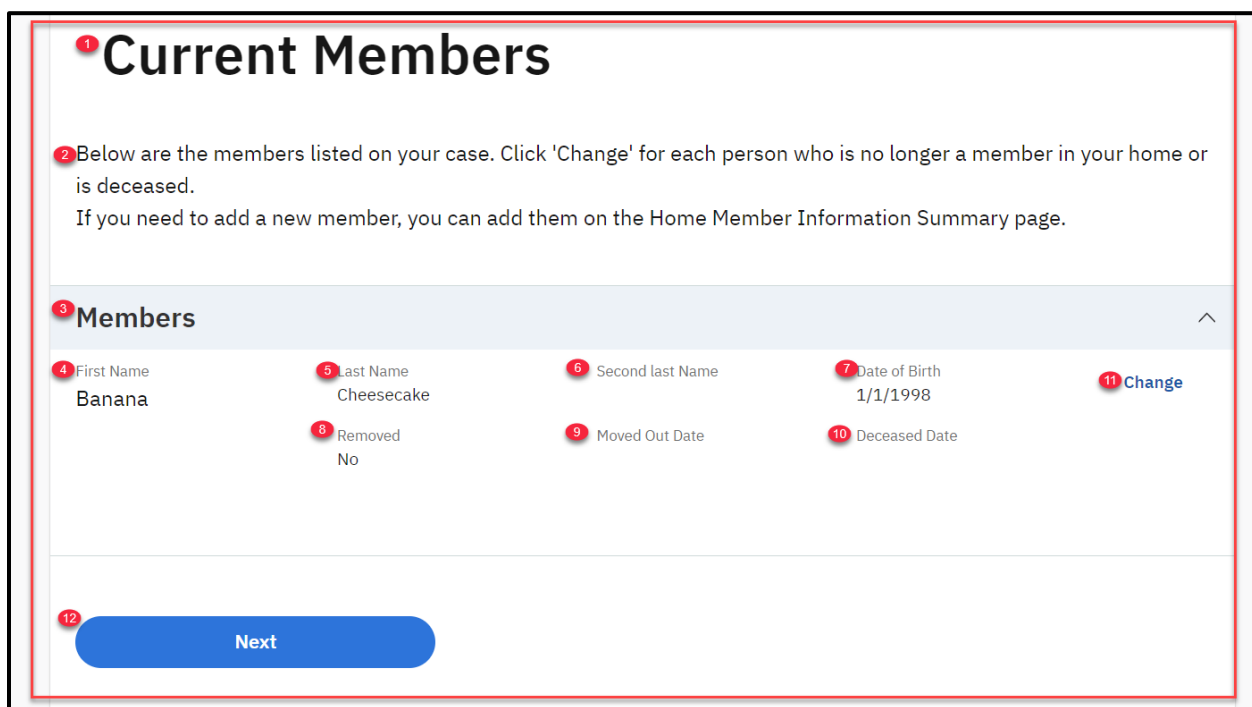 1 Current Members
2 Below are the members listed on your case. Click 'Change' for each person who is no longer a member in your home or
is deceased.
If you need to add a new member, you can add them on the Home Member Information Summary page.
3 Members
4 First Name 5 Last Name 6 Second last Name 7 Date of Birth 11 Change
Banana Cheesecake 1/1/1998
8 Removed 9 Moved Out Date 10 Deceased Date
No
12
Next